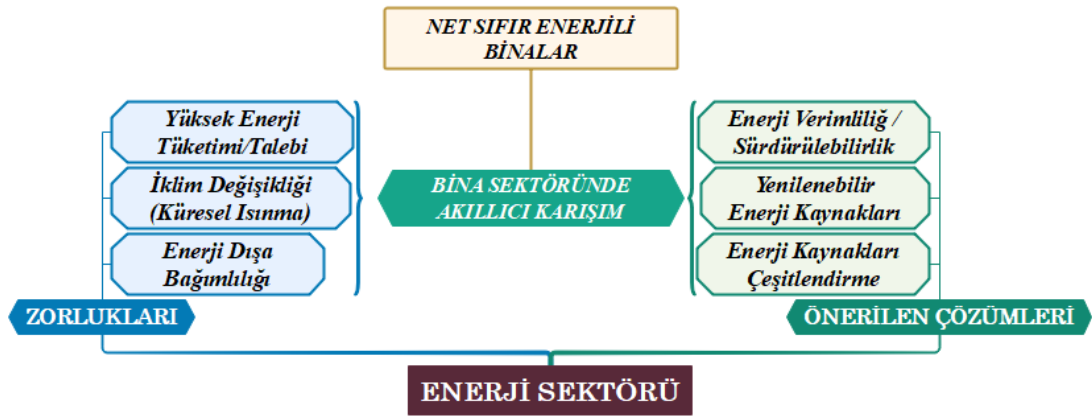 NET SIFIR ENERJİLİ
BİNALAR
Yüksek Enerji
Tüketimi/Talebi
İklim Değişikliği
(Küresel Isınma)
Enerji Dışa
Bağımlılığı
ZORLUKLARI
BİNA SEKTÖRÜNDE
AKILLICI KARIŞIM
Enerji Verimliliğ /
Sürdürülebilirlik
Yenilenebilir
Enerji Kaynakları
Enerji Kaynakları
Çeşitlendirme
ÖNERİLEN ÇÖZÜMLERİ
ENERJİ SEKTÖRÜ